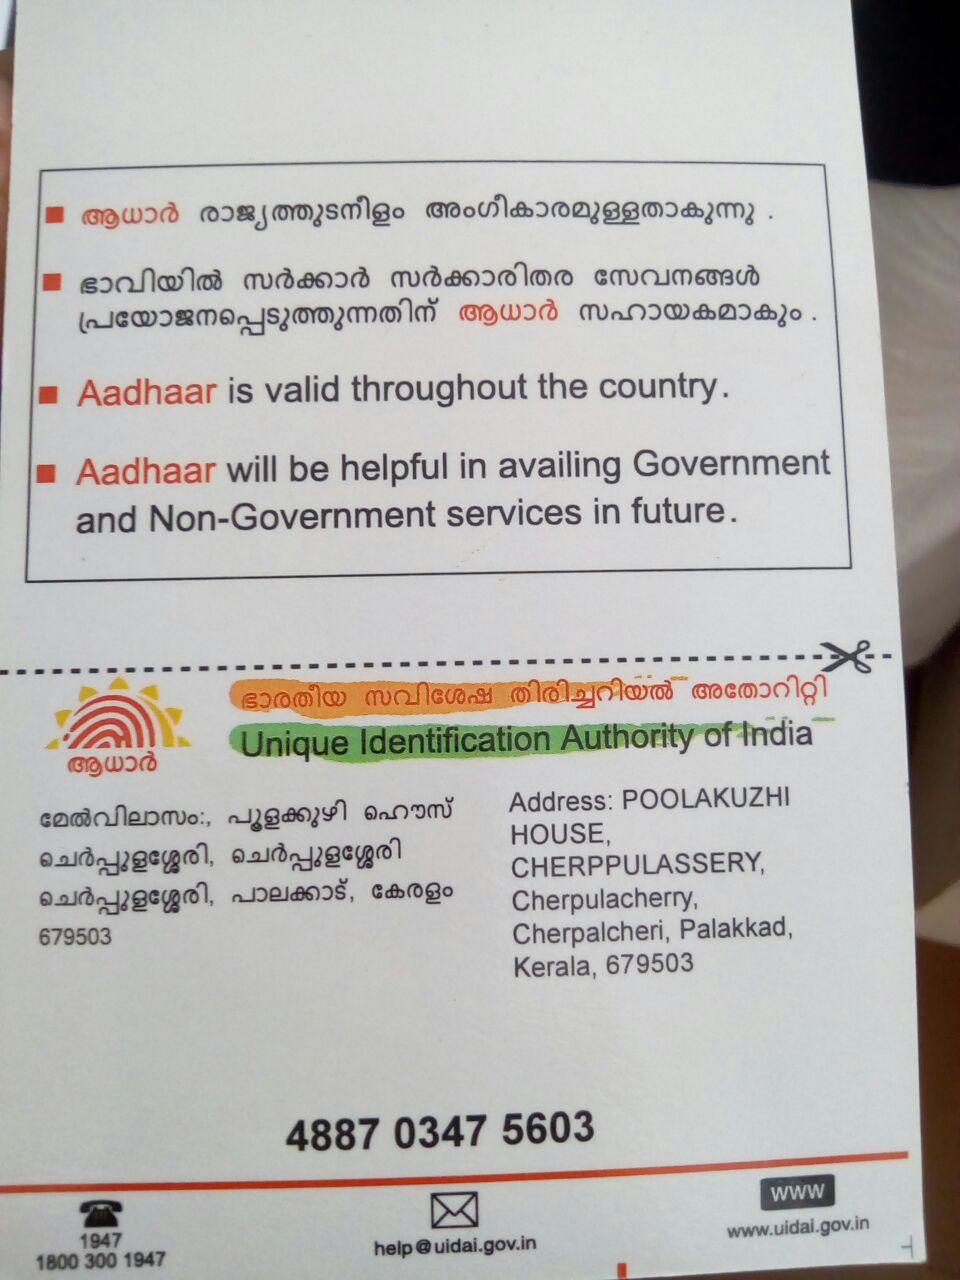 ആധാർ രാജ്യത്തുടനീളം അംഗീകാരമുള്ളതാകുന്നു .
ഭാവിയിൽ സർക്കാർ സർക്കാരിതര സേവനങ്ങൾ
പ്രയോജനപ്പെടുത്തുന്നതിന് ആധാർ സഹായകമാകും .
Aadhaar is valid throughout the country.
Aadhaar will be helpful in availing Government
and Non-Government services in future.
ഭാരതീയ സവിശേഷ തിരിച്ചറിയൽ അതോറിറ്റി
Unique Identification Authority of India
ആധാർ
മേൽവിലാസം:, പൂളക്കുഴി ഹൌസ്
ചെർപ്പുളശ്ശേരി, ചെർപ്പുളശ്ശേരി
ചെർപ്പുളശ്ശേരി, പാലക്കാട്, കേരളം
679503
Address: POOLAKUZHI
HOUSE,
CHERPPULASSERY,
Cherpulacherry,
Cherpalcheri, Palakkad,
Kerala, 679503
4887 0347 5603
1947
1800 300 1947
help@uidai.gov.in
www
www.uidai.gov.in